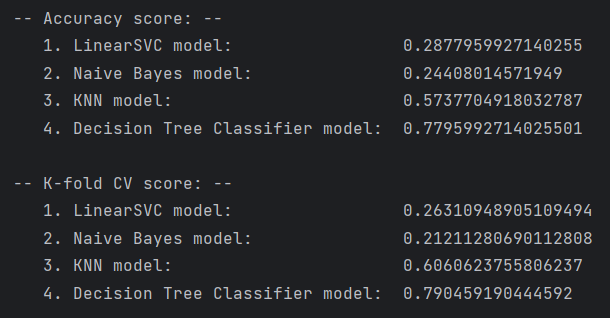 -- Accuracy score: --
1. LinearSVC model: 0.2877959927140255
2. Naive Bayes model: 0.24408014571949
3. KNN model: 0.5737704918032787
4. Decision Tree Classifier model: 0.7795992714025501
-- K-fold CV score: --
1. LinearSVC model: 0.26310948905109494
2. Naive Bayes model: 0.21211280690112808
3. KNN model: 0.6060623755806237
4. Decision Tree Classifier model: 0.790459190444592